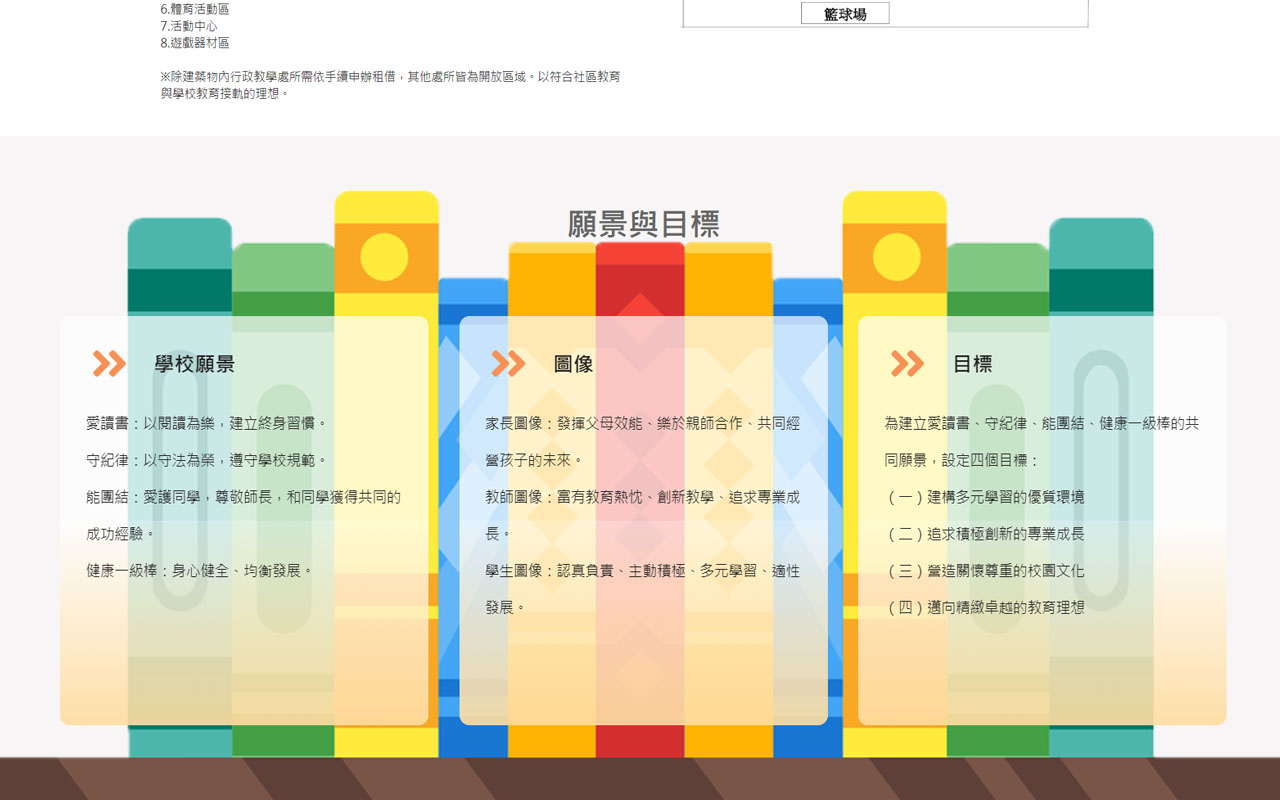 6.體育活動區
7.活動中心
8.遊戲器材區
※除建築物內行政教學處所需依手續申辦租借，其他處所皆為開放區域。以符合社區教育
與學校教育接軌的理想。
籃球場
願景與目標
學校願景
愛讀書：以閱讀為樂，建立終身習慣。
守紀律：以守法為榮，遵守學校規範。
能團結：愛護同學，尊敬師長，和同學獲得共同的
成功經驗。
健康一級棒：身心健全、均衡發展。
圖像
家長圖像：發揮父母效能、樂於親師合作、共同經
營孩子的未來。
教師圖像：富有教育熱忱、創新教學、追求專業成
長。
學生圖像：認真負責、主動積極、多元學習、適性
發展。
目標
為建立愛讀書、守紀律、能團結、健康一級棒的共
同願景，設定四個目標：
（一）建構多元學習的優質環境
（二）追求積極創新的專業成長
（三）營造關懷尊重的校園文化
（四）邁向精緻卓越的教育理想